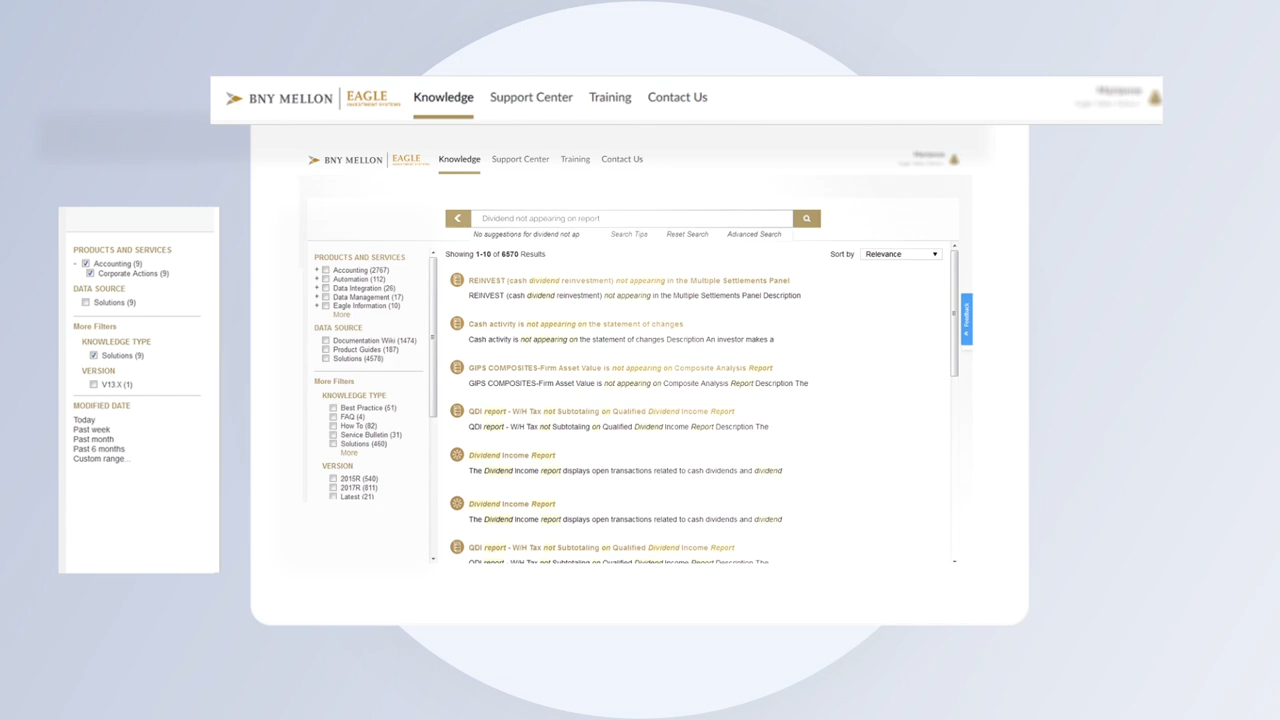 BNY MELLON EAGLE INVESTMENT SYSTEMS Knowledge Support Center Training Contact Us
BNY MELLON EAGLE INVESTMENT SYSTEMS Knowledge Support Center Training Contact Us
PRODUCTS AND SERVICES
- Accounting (9)
Corporate Actions (9)
DATA SOURCE
Solutions (9)
More Filters
KNOWLEDGE TYPE
Solutions (9)
VERSION
V13.X (1)
MODIFIED DATE
Today
Past week
Past month
Past 6 months
Custom range...
Dividend not appearing on report
No suggestions for dividend not ap Search Tips Reset Search Advanced Search
PRODUCTS AND SERVICES
+ Accounting (2767)
+ Automation (112)
+ Data Integration (26)
+ Data Management (17)
+ Eagle Information (10)
More
DATA SOURCE
Documentation Wiki (1474)
Product Guides (187)
Solutions (4578)
More Filters
KNOWLEDGE TYPE
Best Practice (51)
FAQ (4)
How To (82)
Service Bulletin (31)
Solutions (460)
More
VERSION
2015R (540)
2017R (811)
Latest (21)
Showing 1-10 of 6570 Results
Sort by Relevance
REINVEST (cash dividend reinvestment) not appearing in the Multiple Settlements Panel
REINVEST (cash dividend reinvestment) not appearing in the Multiple Settlements Panel Description
Cash activity is not appearing on the statement of changes
Cash activity is not appearing on the statement of changes Description An investor makes a
GIPS COMPOSITES-Firm Asset Value is not appearing on Composite Analysis Report
GIPS COMPOSITES-Firm Asset Value is not appearing on Composite Analysis Report Description The
QDI report - W/H Tax not Subtotaling on Qualified Dividend Income Report
QDI report - W/H Tax not Subtotaling on Qualified Dividend Income Report Description The
Dividend Income Report
The Dividend Income report displays open transactions related to cash dividends and dividend
Dividend Income Report
The Dividend Income report displays open transactions related to cash dividends and dividend
QDI report - W/H Tax not Subtotaling on Qualified Dividend Income Report
QDI report - W/H Tax not Subtotaling on Qualified Dividend Income Report Description The
Feedback